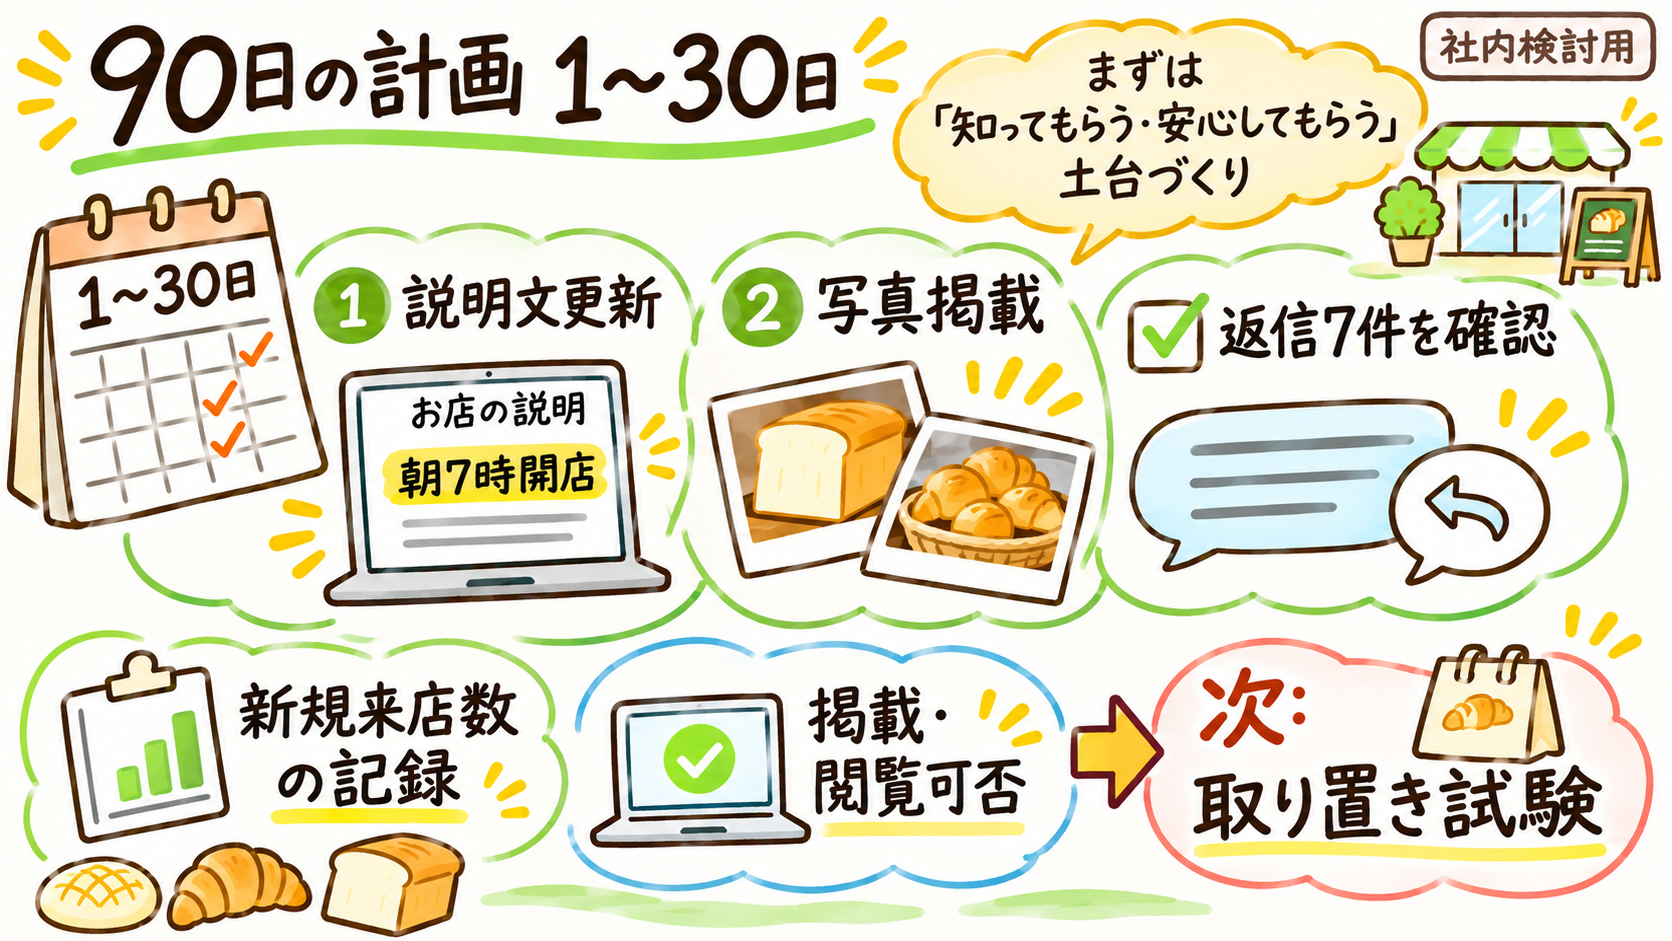 90日の計画 1〜30日
まずは
「知ってもらう・安心してもらう」
土台づくり
社内検討用
1〜30日
1 説明文更新
お店の説明
朝7時開店
2 写真掲載
返信7件を確認
新規来店数
の記録
掲載・
閲覧可否
次:
取り置き試験